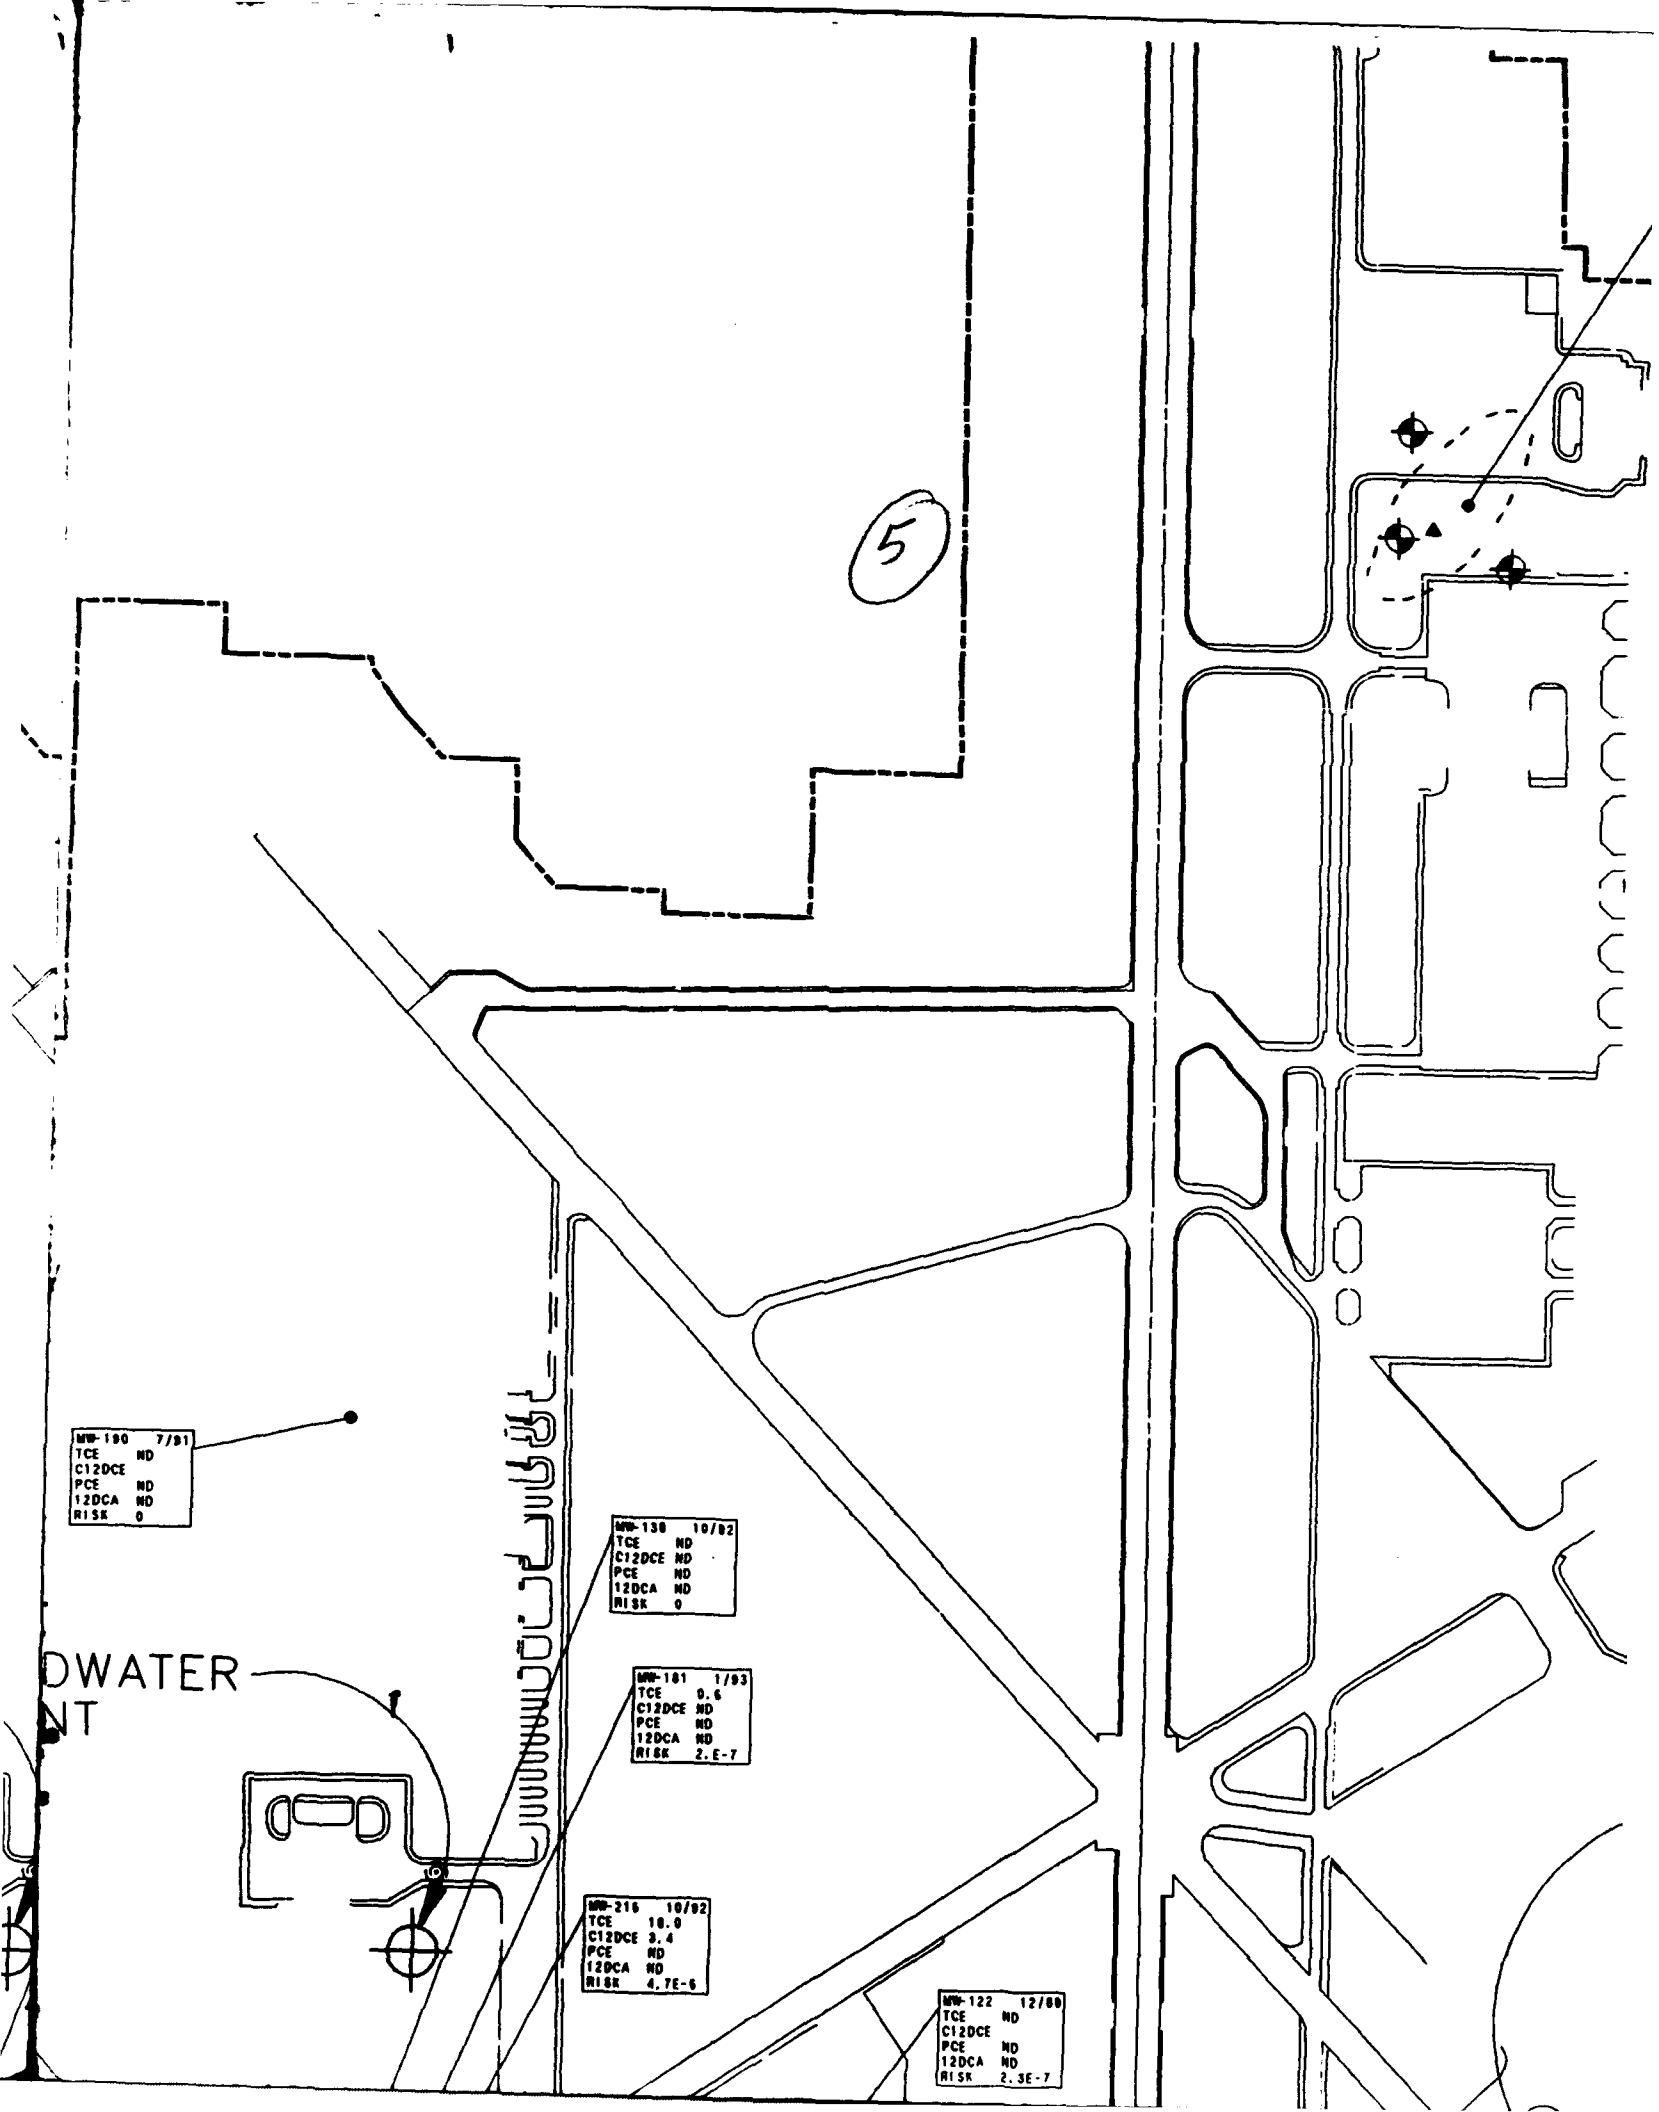 5
MW-190 7/91
TCE ND
C12DCE
PCE ND
12DCA ND
RISK 0
MW-138 10/92
TCE ND
C12DCE ND
PCE ND
12DCA ND
RISK 0
DWATER
NT
MW-181 1/93
TCE 0.6
C12DCE ND
PCE ND
12DCA ND
RISK 2.E-7
MW-216 10/92
TCE 18.0
C12DCE 3.4
PCE ND
12DCA ND
RISK 4.7E-6
MW-122
TCE ND
C12DCE
PCE ND
12DCA ND
RISK 2.3E-7